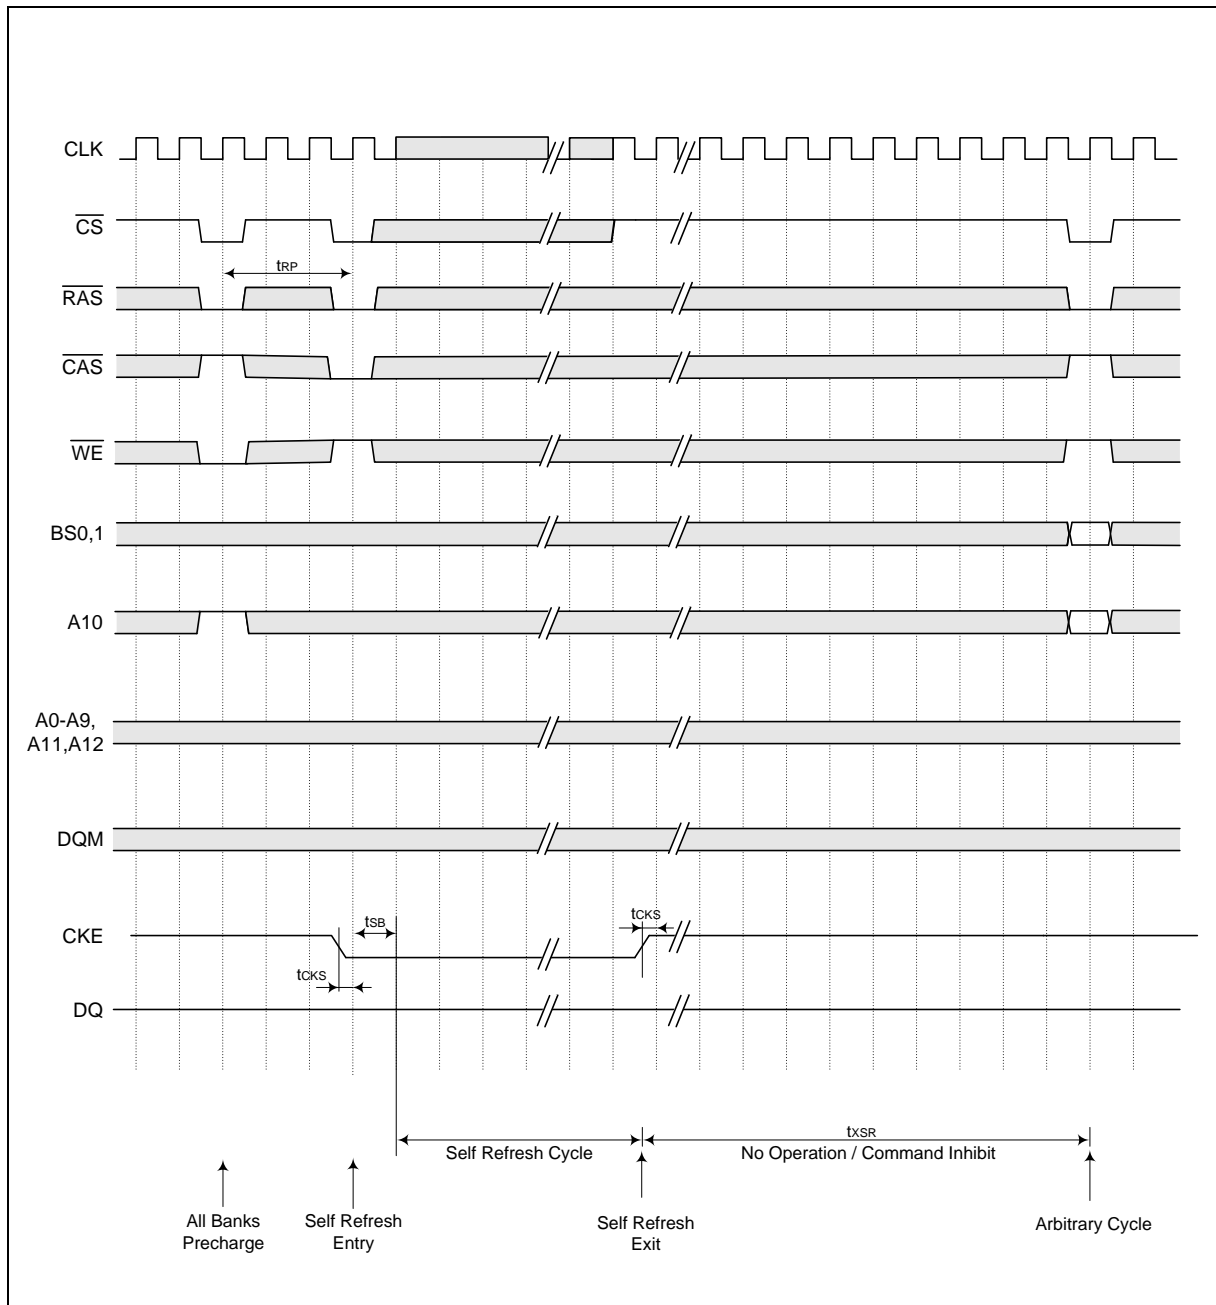 CLK
CS
tRP
RAS
CAS
WE
BS0,1
A10
A0-A9,
A11,A12
DQM
tSB
tCKS
CKE
tCKS
DQ
tXSR
Self Refresh Cycle
No Operation / Command Inhibit
All Banks
Precharge
Self Refresh
Entry
Self Refresh
Exit
Arbitrary Cycle